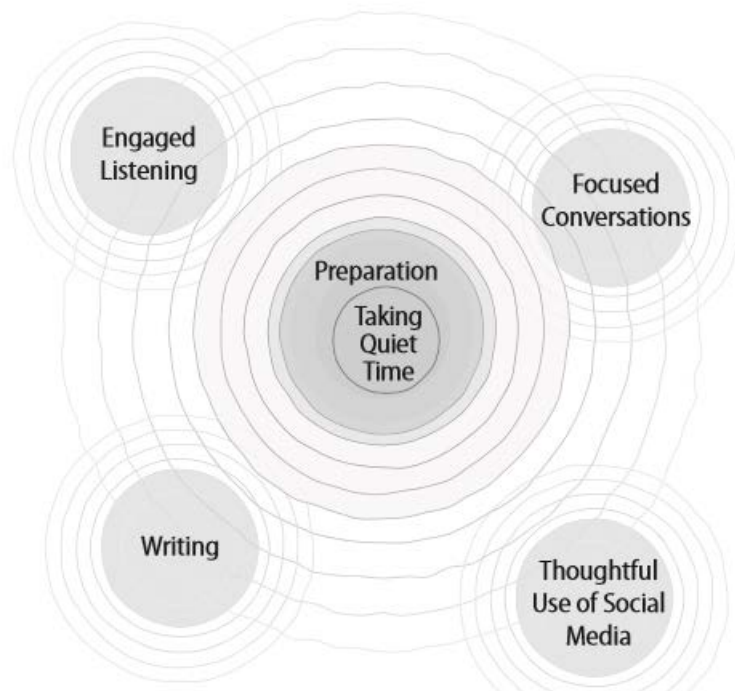 Engaged
Listening
Focused
Conversations
Preparation
Taking
Quiet
Time
Writing
Thoughtful
Use of Social
Media